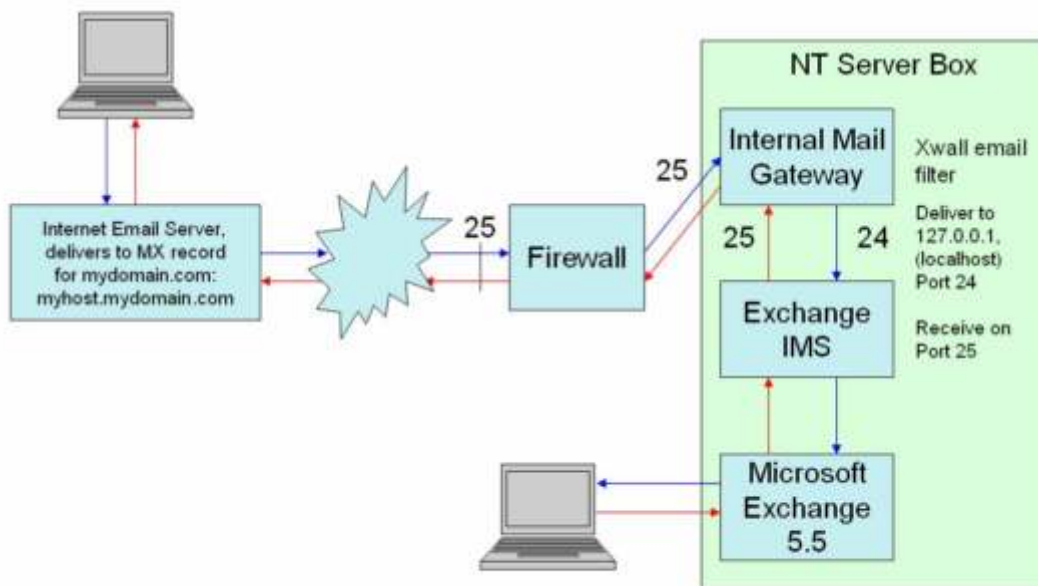 NT Server Box
Internal Mail
Gateway
Xwall email
filter
Deliver to
127.0.0.1,
(localhost)
Port 24
25
25
24
Internet Email Server,
delivers to MX record
for mydomain.com:
myhost.mydomain.com
25
Firewall
Exchange
IMS
Receive on
Port 25
Microsoft
Exchange
5.5